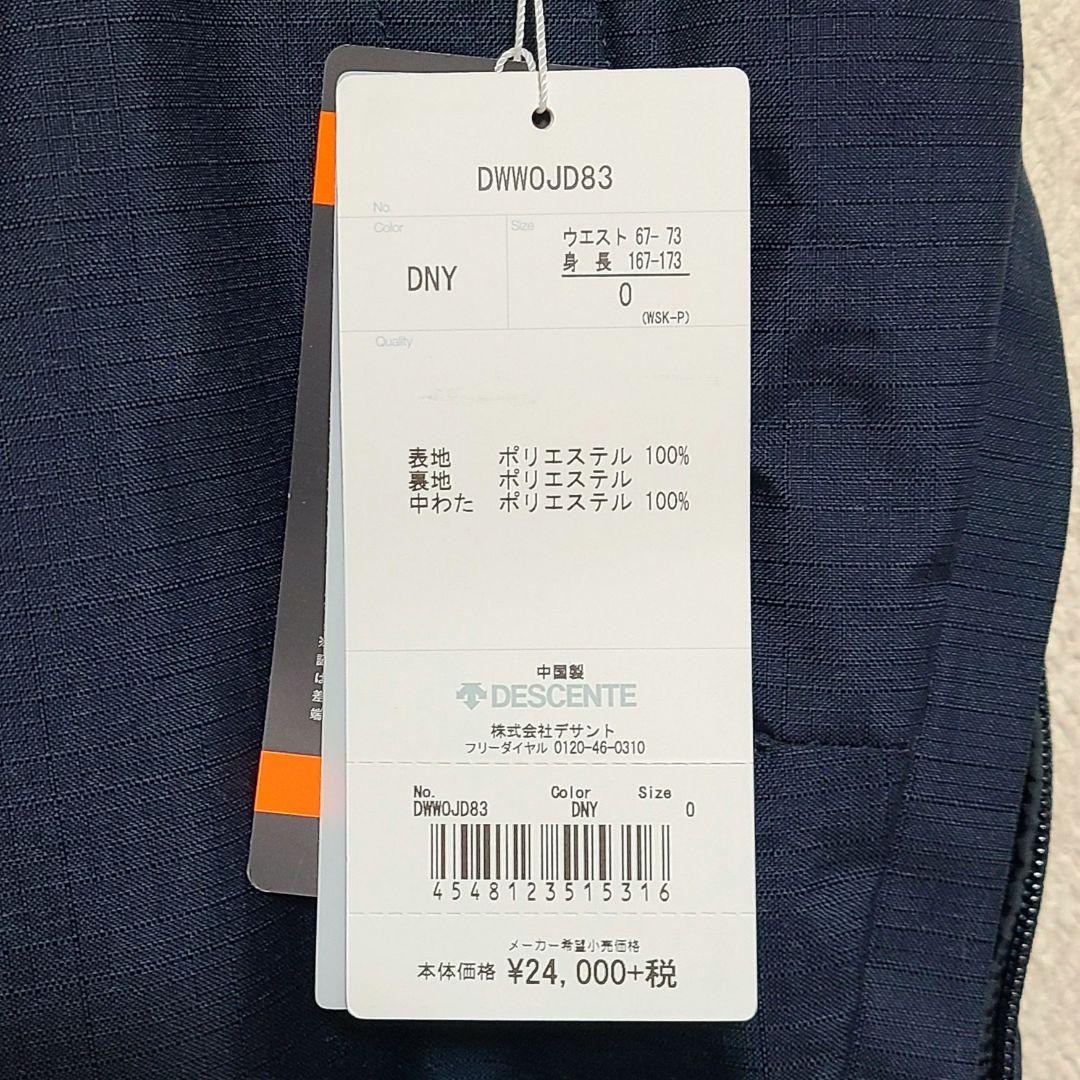 DWWOJD83
No.
Color
DNY
Size
ウエスト 67- 73
身 長 167-173
0
(WSK-P)
Quality
表地 ポリエステル 100%
裏地 ポリエステル
中わた ポリエステル 100%
中国製
DESCENTE
株式会社デサント
フリーダイヤル 0120-46-0310
No. Color Size
DWWOJD83 DNY 0
4548123515316
メーカー希望小売価格
本体価格 ¥24,000+税